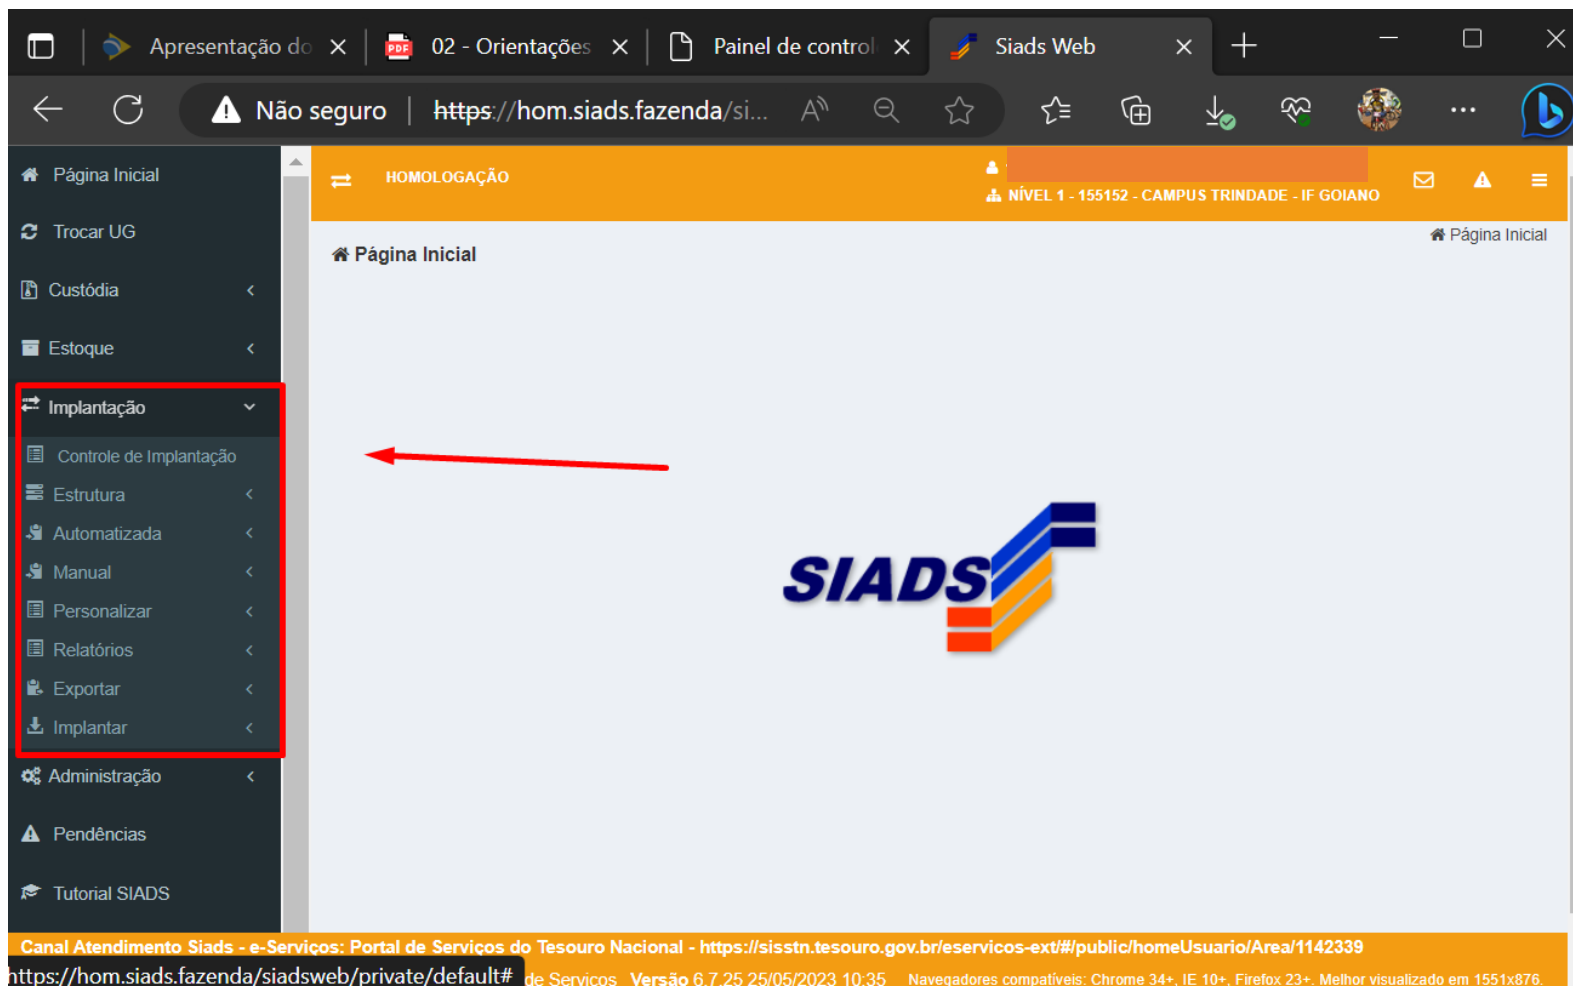 Apresentação do
02 - Orientações
Painel de control
Siads Web
Não seguro
https://hom.siads.fazenda/si...
Página Inicial
Trocar UG
Custódia
Estoque
Implantação
Controle de Implantação
Estrutura
Automatizada
Manual
Personalizar
Relatórios
Exportar
Implantar
Administração
Pendências
Tutorial SIADS
HOMOLOGAÇÃO
NÍVEL 1 - 155152 - CAMPUS TRINDADE - IF GOIANO
Página Inicial
Página Inicial
SIADS
Canal Atendimento Siads - e-Serviços: Portal de Serviços do Tesouro Nacional - https://sisstn.tesouro.gov.br/eservicos-ext/#/public/homeUsuario/Area/1142339
https://hom.siads.fazenda/siadsweb/private/default#
de Serviços Versão 6.7.25 25/05/2023 10:35 Navegadores compatíveis: Chrome 34+, IE 10+, Firefox 23+. Melhor visualizado em 1551x876.